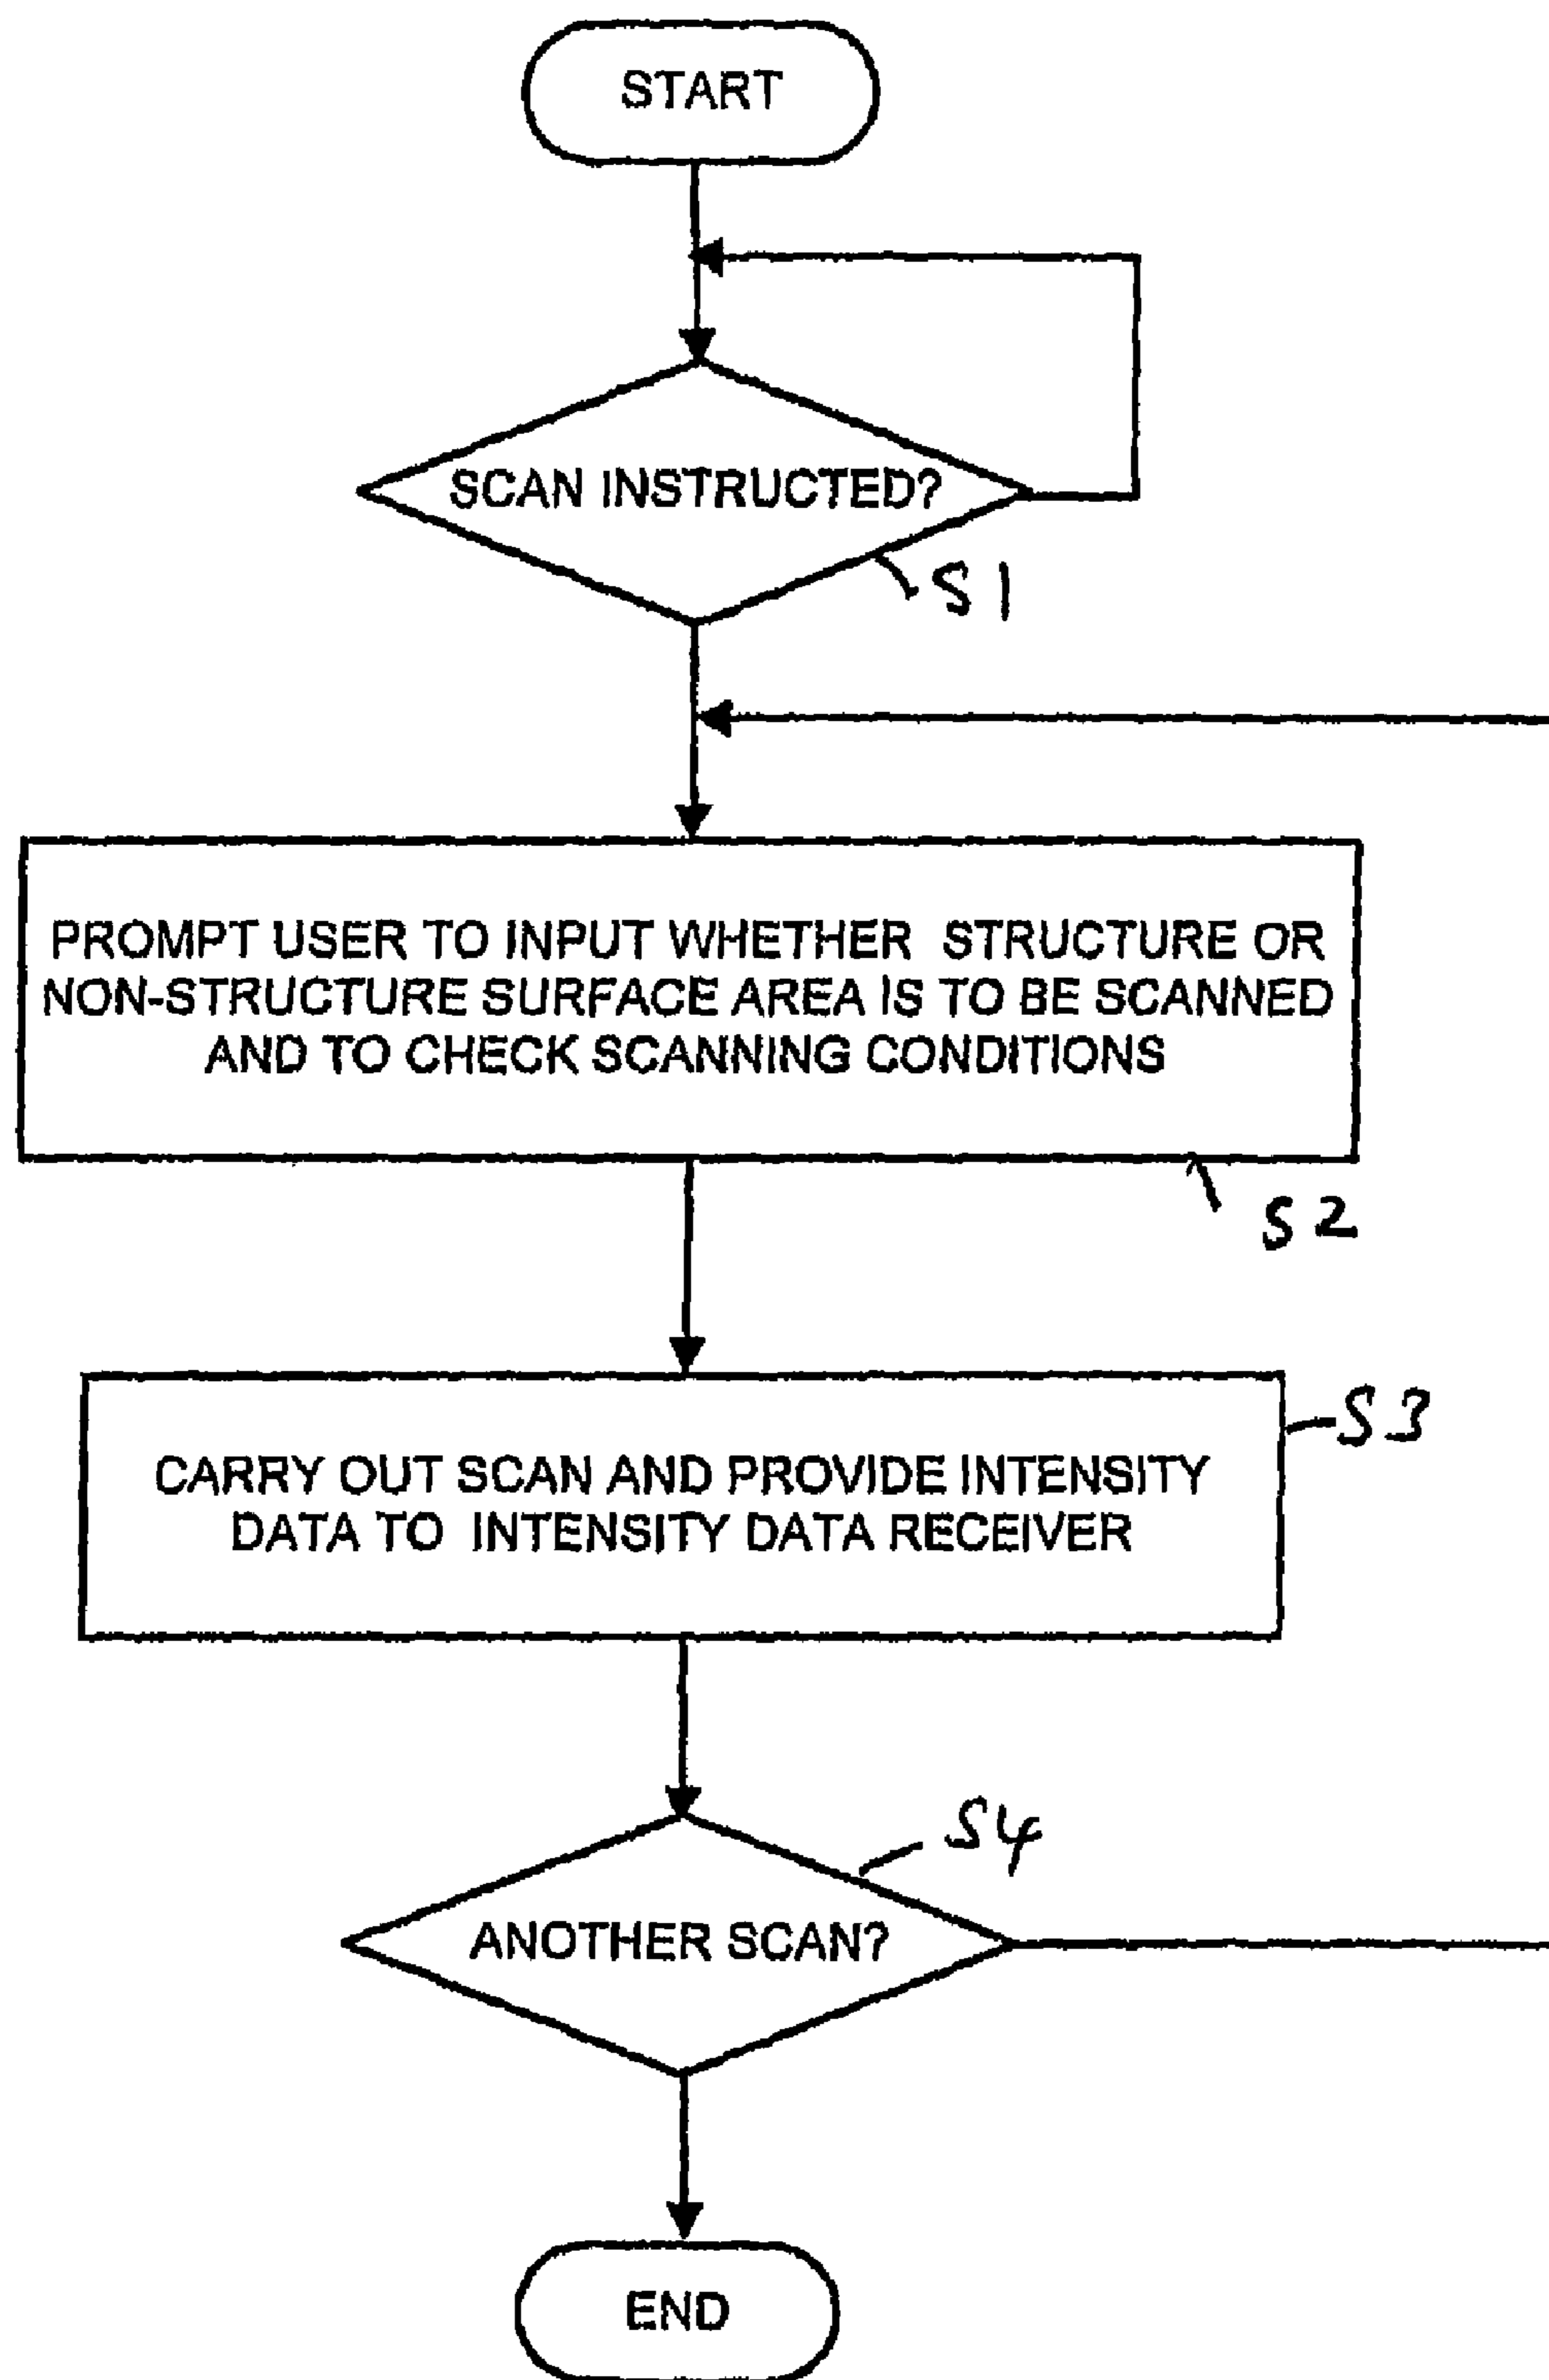 START
SCAN INSTRUCTED?
S1
PROMPT USER TO INPUT WHETHER STRUCTURE OR
NON-STRUCTURE SURFACE AREA IS TO BE SCANNED
AND TO CHECK SCANNING CONDITIONS
S2
S3
CARRY OUT SCAN AND PROVIDE INTENSITY
DATA TO INTENSITY DATA RECEIVER
S4
ANOTHER SCAN?
END